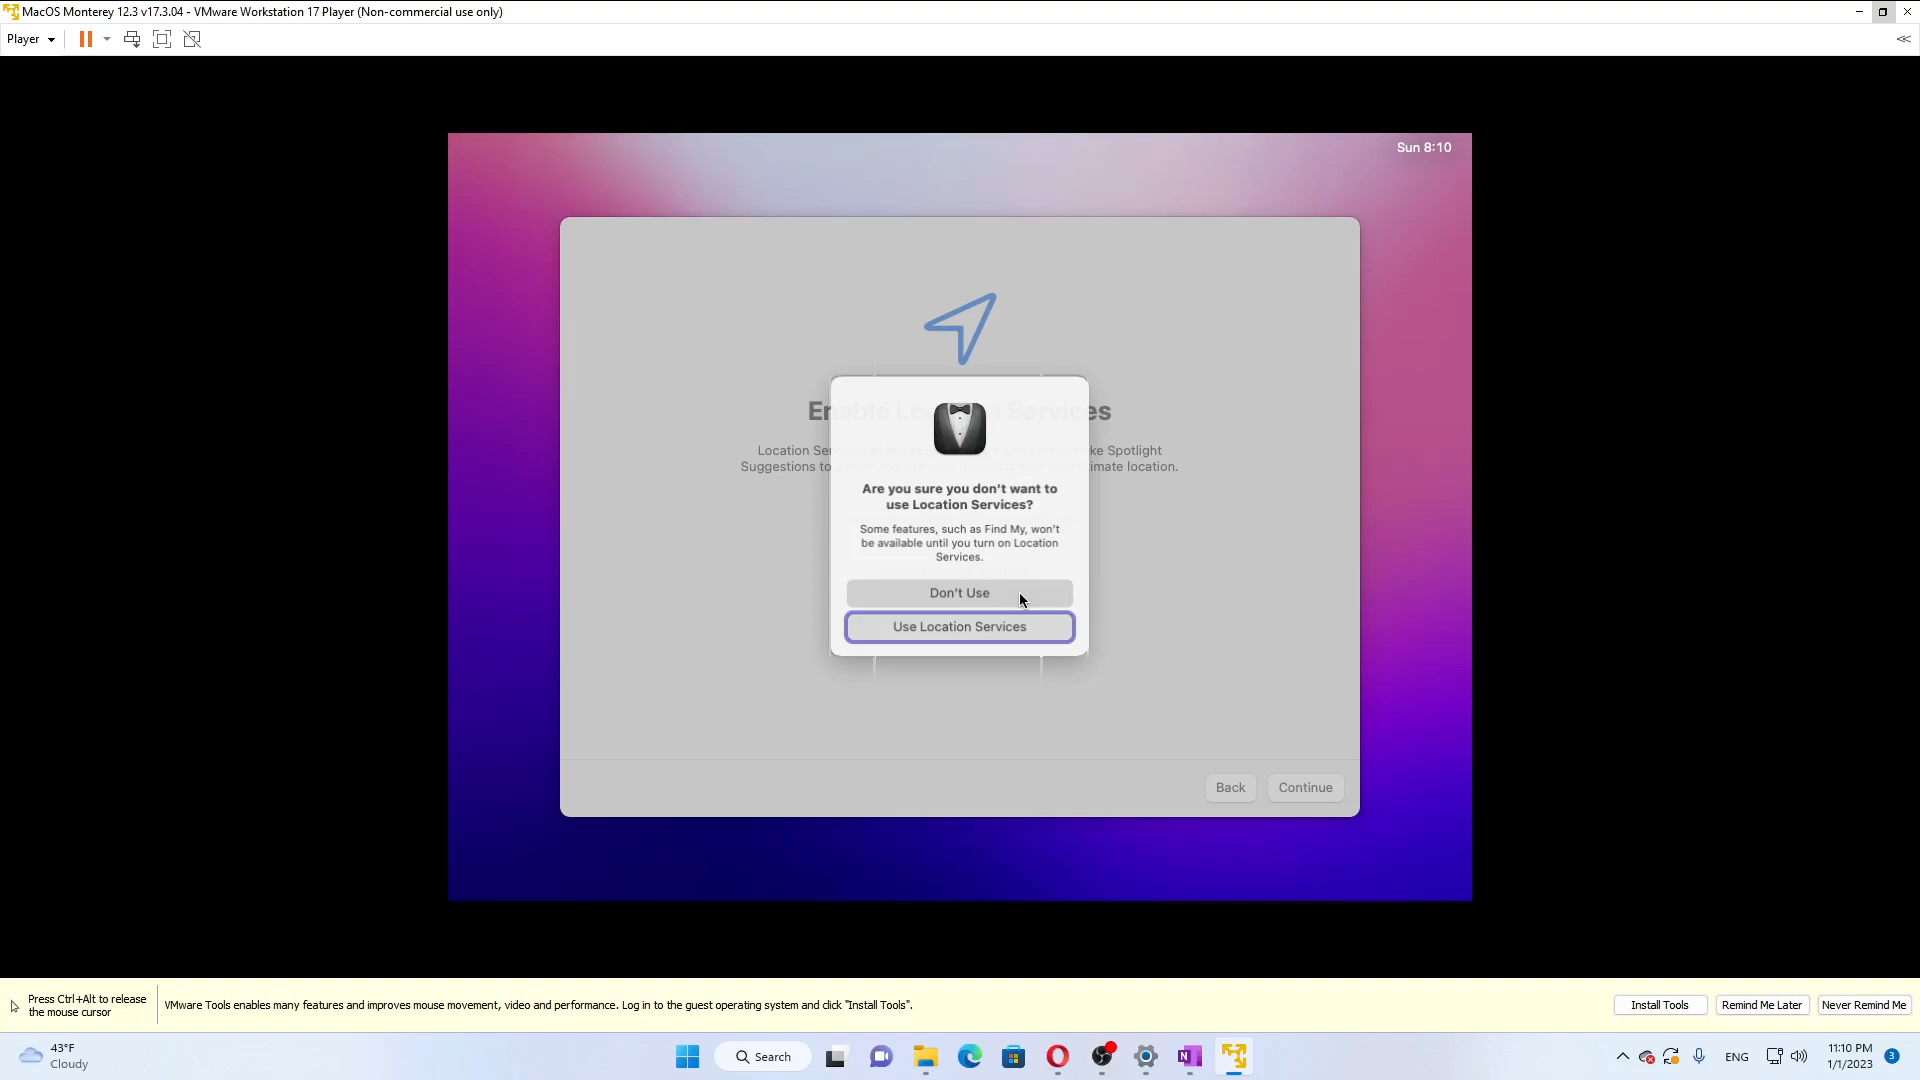 MacOS Monterey 12.3 v17.3.04 - VMware Workstation 17 Player (Non-commercial use only)
Player
Sun 8:10
Enable Location Services
Location Ser
ke Spotlight
Suggestions to
imate location.
Are you sure you don't want to
use Location Services?
Some features, such as Find My, won't
be available until you turn on Location
Services.
Don't Use
Use Location Services
Back
Continue
Press Ctrl+Alt to release
the mouse cursor
VMware Tools enables many features and improves mouse movement, video and performance. Log in to the guest operating system and click "Install Tools".
Install Tools
Remind Me Later
Never Remind Me
43°F
Cloudy
Search
N
ENG
11:10 PM
1/1/2023
3